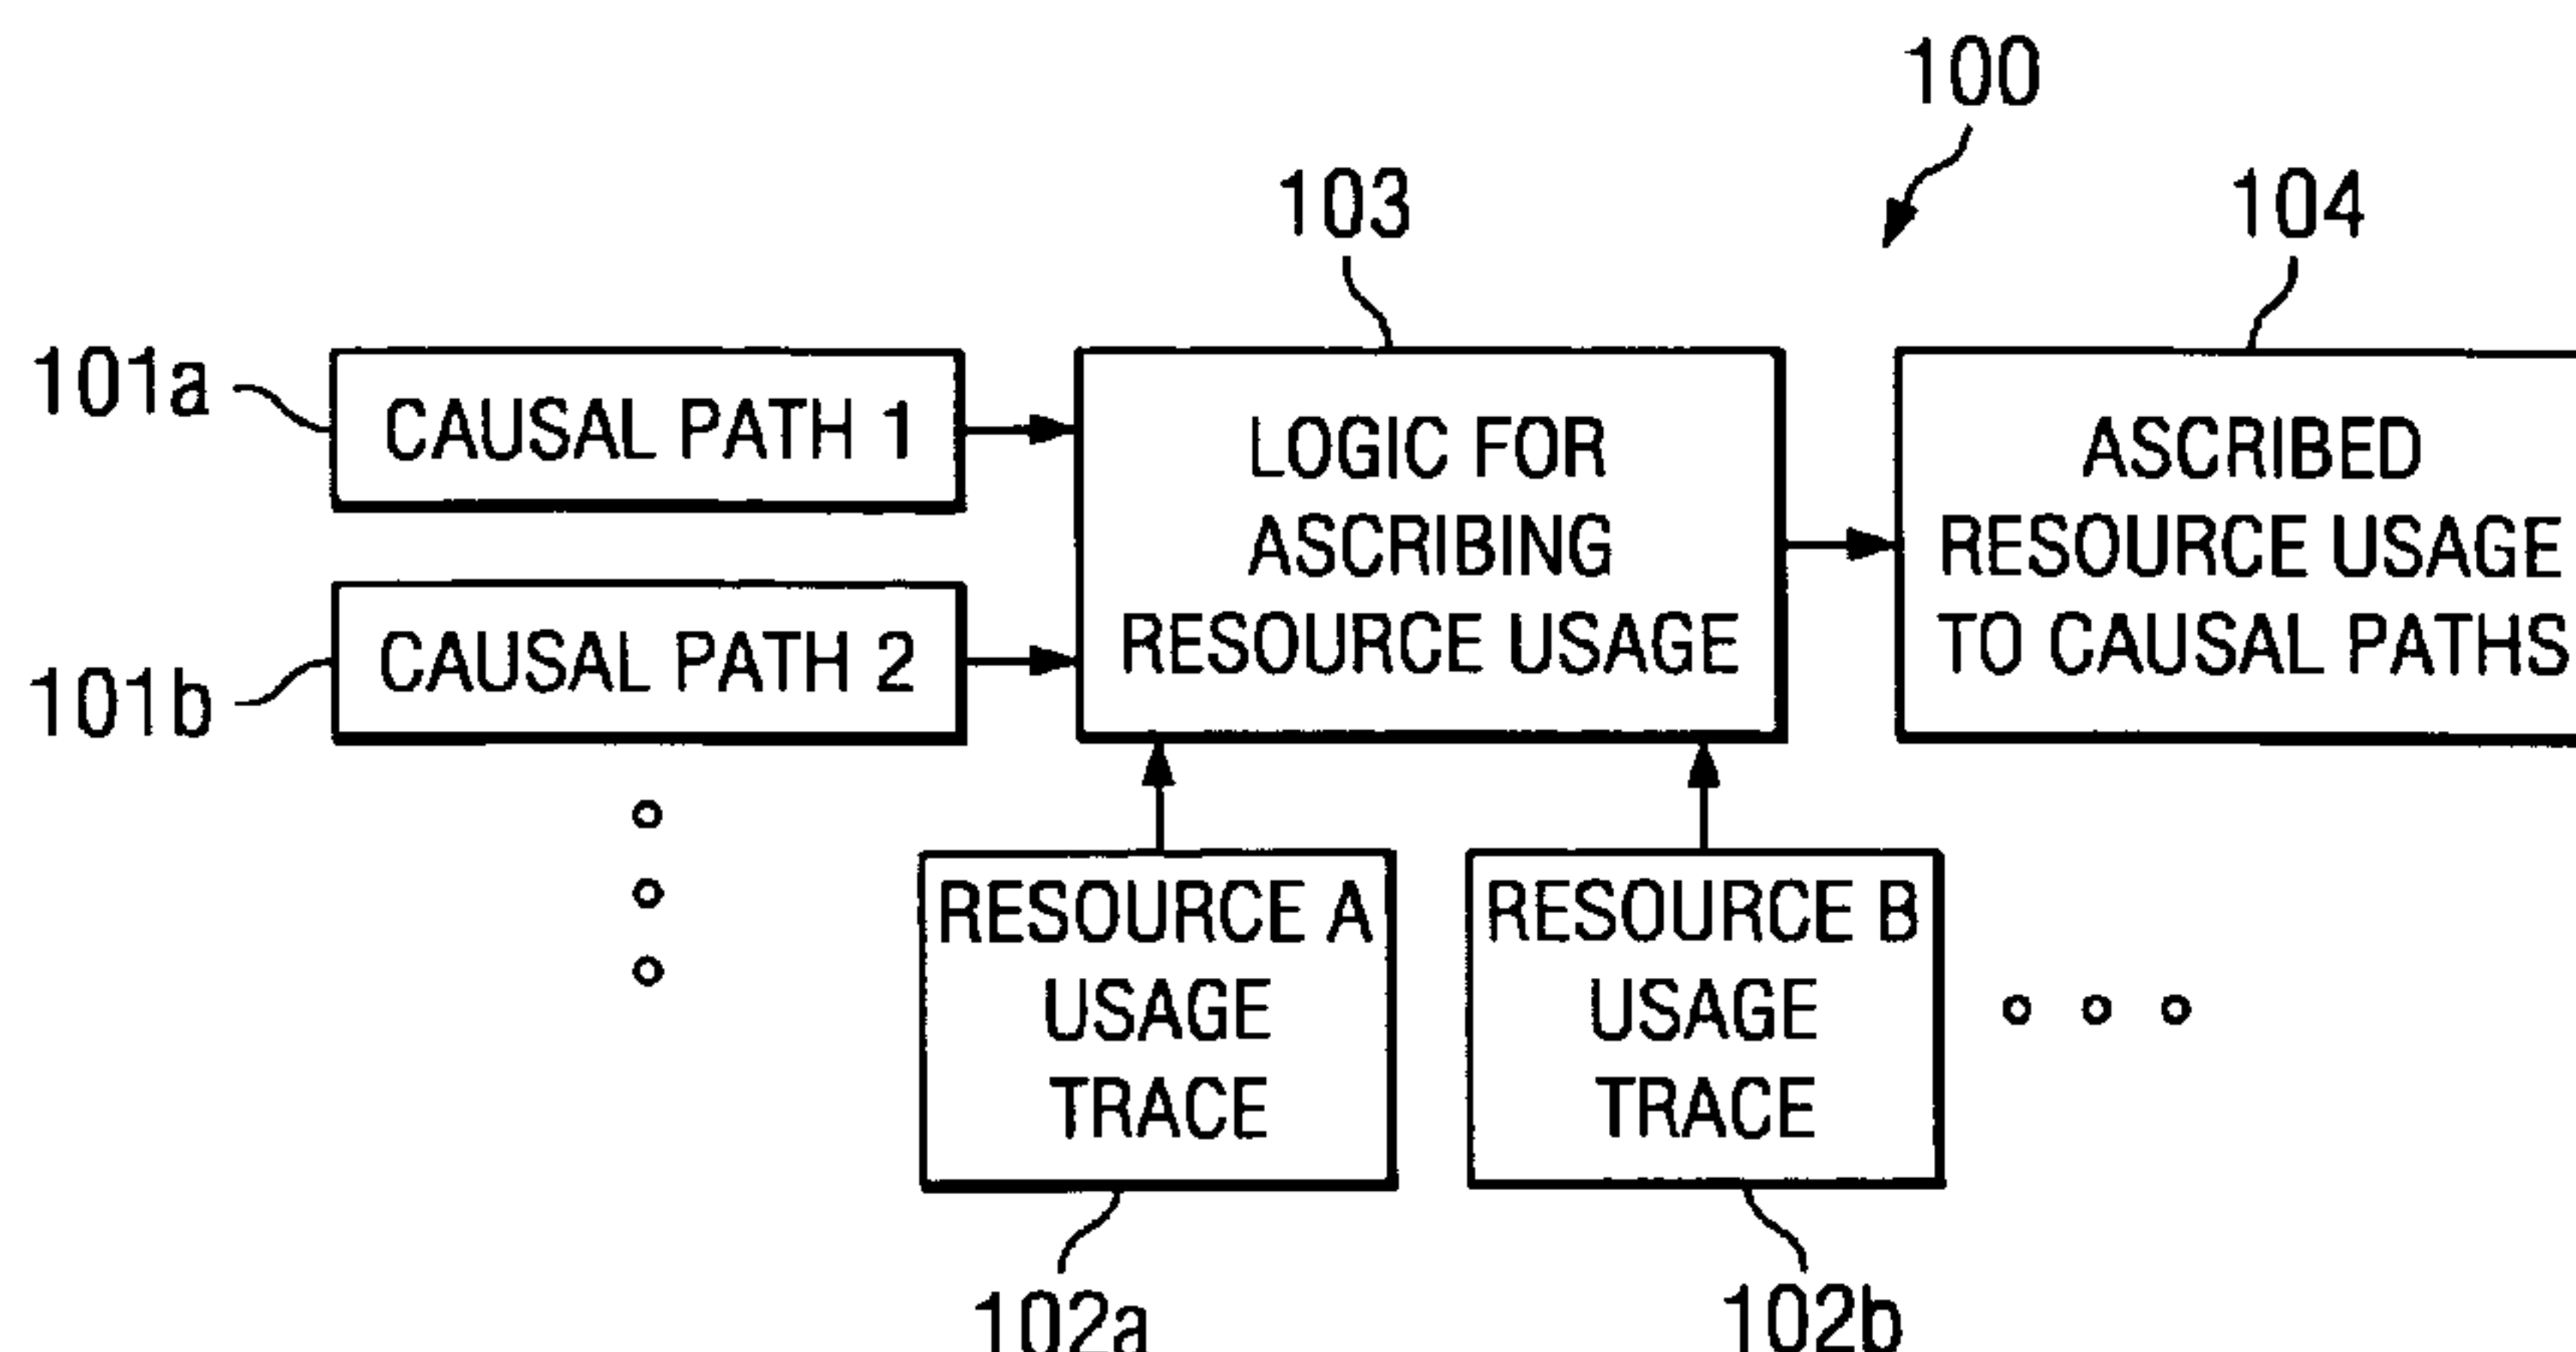 100
103
104
101a
CAUSAL PATH 1
LOGIC FOR
ASCRIBING
RESOURCE USAGE
ASCRIBED
RESOURCE USAGE
TO CAUSAL PATHS
101b
CAUSAL PATH 2
RESOURCE A
USAGE
TRACE
RESOURCE B
USAGE
TRACE
102a
102b